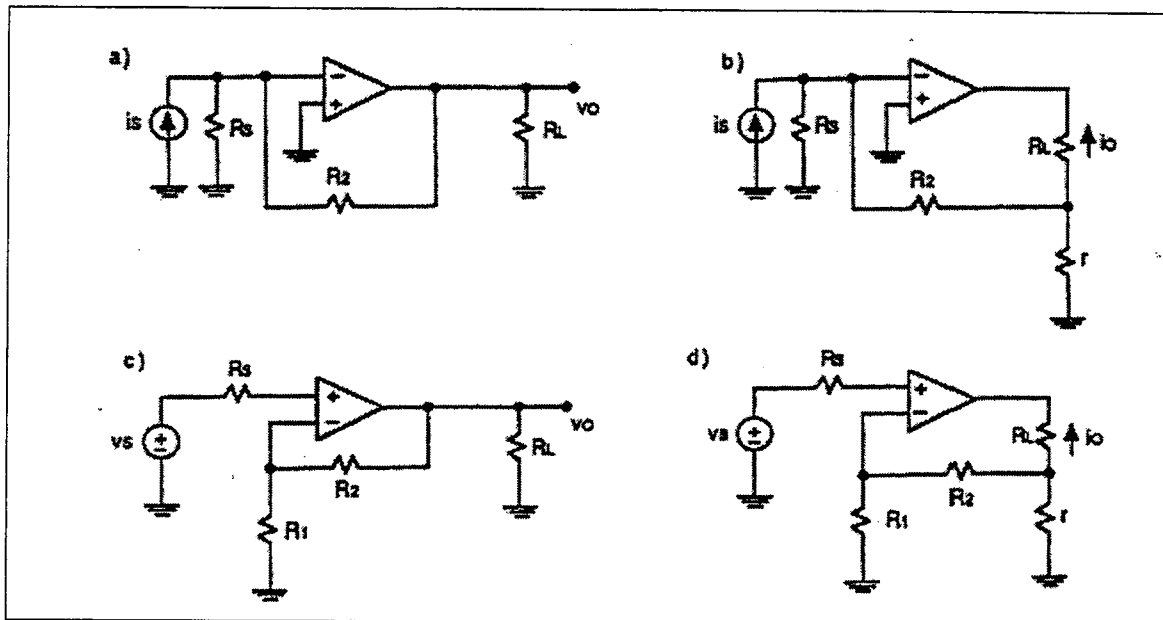 a)
is
Rs
−
+
R2
RL
vo
b)
is
Rs
−
+
R2
RL
io
r
c)
vs
+
−
Rs
+
−
R2
R1
RL
vo
d)
vs
+
−
Rs
+
−
R2
R1
RL
io
r